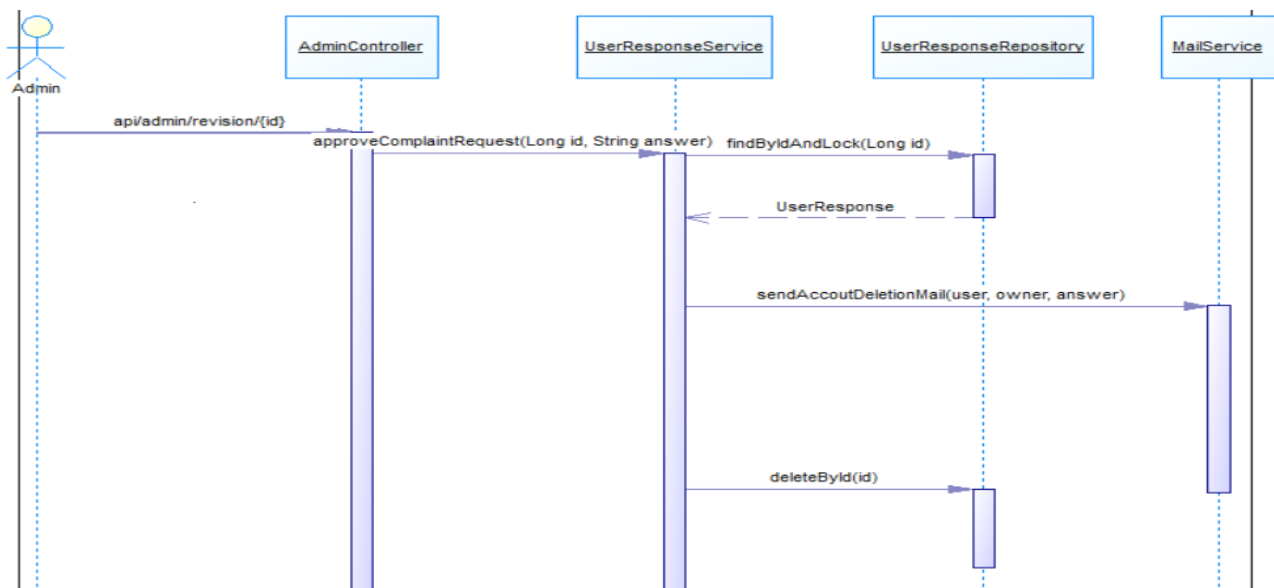 AdminController
UserResponseService
UserResponseRepository
MailService
Admin
api/admin/revision/{id}
approveComplaintRequest(Long id, String answer)
findByIdAndLock(Long id)
UserResponse
sendAccoutDeletionMail(user, owner, answer)
deleteById(id)